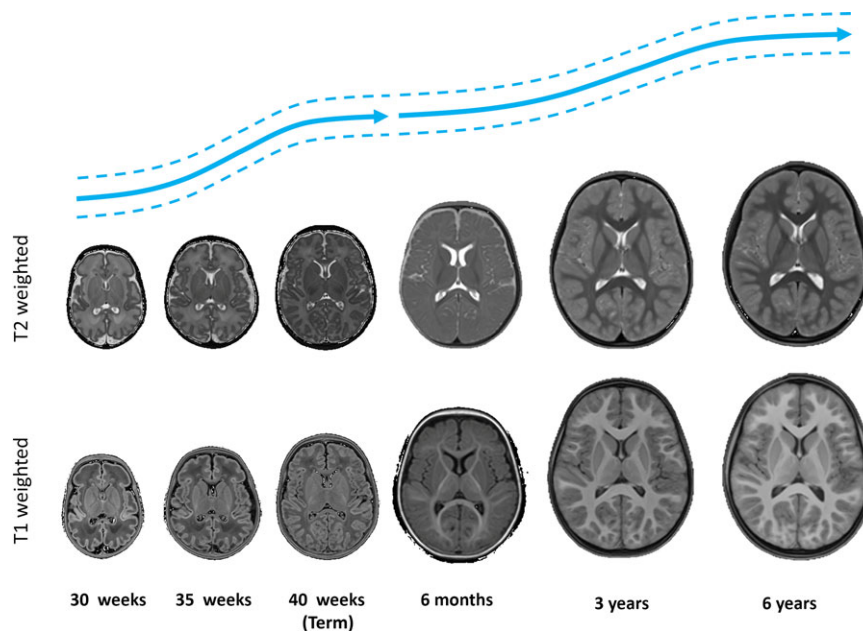 T2 weighted
T1 weighted
30 weeks
35 weeks
40 weeks
(Term)
6 months
3 years
6 years